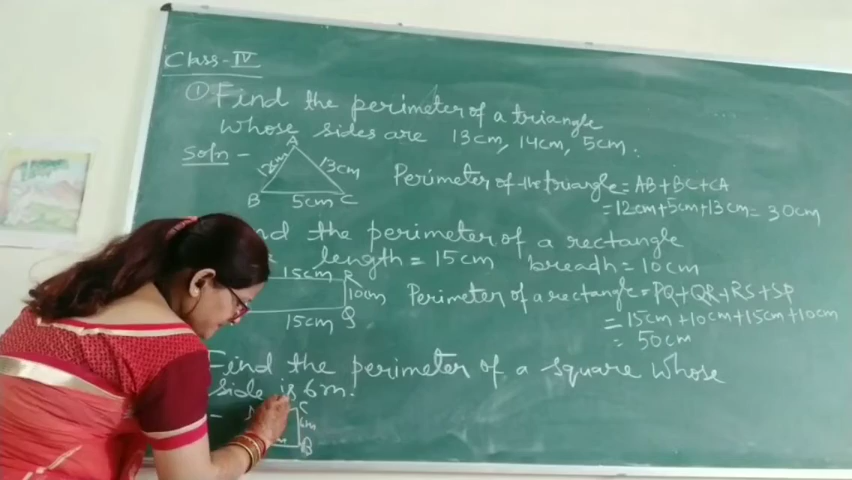 Class-IV
① Find the perimeter of a triangle
whose sides are 13cm, 14cm, 5cm.
Soln -
A
12cm
13cm
B 5cm C
Perimeter of the triangle = AB+BC+CA
= 12cm+5cm+13cm = 30cm
the perimeter of a rectangle
length = 15cm breadh = 10cm
15cm R
10cm
15cm Q
Perimeter of a rectangle = PQ+QR+RS+SP
= 15cm+10cm+15cm+10cm
= 50cm
Find the perimeter of a square whose
side is 6m.
C
6m
B